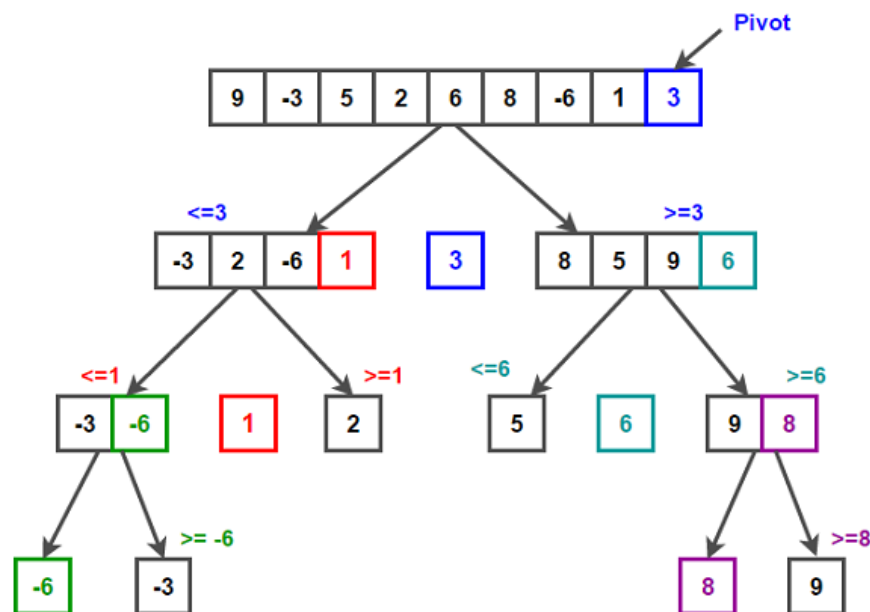 Pivot
9 -3 5 2 6 8 -6 1 3
<=3 >=3
-3 2 -6 1 3 8 5 9 6
<=1 >=1 <=6 >=6
-3 -6 1 2 5 6 9 8
>= -6 >=8
-6 -3 8 9